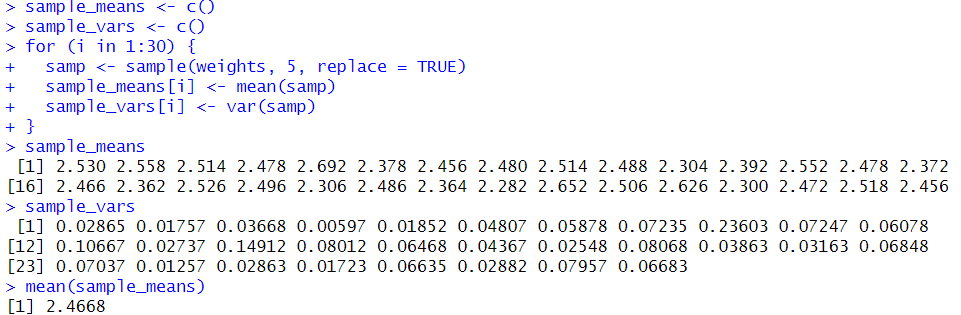 > sample_means <- c()
> sample_vars <- c()
> for (i in 1:30) {
+   samp <- sample(weights, 5, replace = TRUE)
+   sample_means[i] <- mean(samp)
+   sample_vars[i] <- var(samp)
+ }
> sample_means
 [1] 2.530 2.558 2.514 2.478 2.692 2.378 2.456 2.480 2.514 2.488 2.304 2.392 2.552 2.478 2.372
[16] 2.466 2.362 2.526 2.496 2.306 2.486 2.364 2.282 2.652 2.506 2.626 2.300 2.472 2.518 2.456
> sample_vars
 [1] 0.02865 0.01757 0.03668 0.00597 0.01852 0.04807 0.05878 0.07235 0.23603 0.07247 0.06078
[12] 0.10667 0.02737 0.14912 0.08012 0.06468 0.04367 0.02548 0.08068 0.03863 0.03163 0.06848
[23] 0.07037 0.01257 0.02863 0.01723 0.06635 0.02882 0.07957 0.06683
> mean(sample_means)
[1] 2.4668